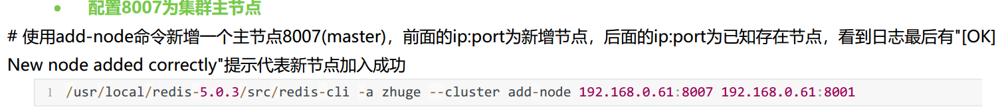 配置8007为集群主节点
# 使用add-node命令新增一个主节点8007(master)，前面的ip:port为新增节点，后面的ip:port为已知存在节点，看到日志最后有"[OK]
New node added correctly"提示代表新节点加入成功
1 /usr/local/redis-5.0.3/src/redis-cli -a zhuge --cluster add-node 192.168.0.61:8007 192.168.0.61:8001